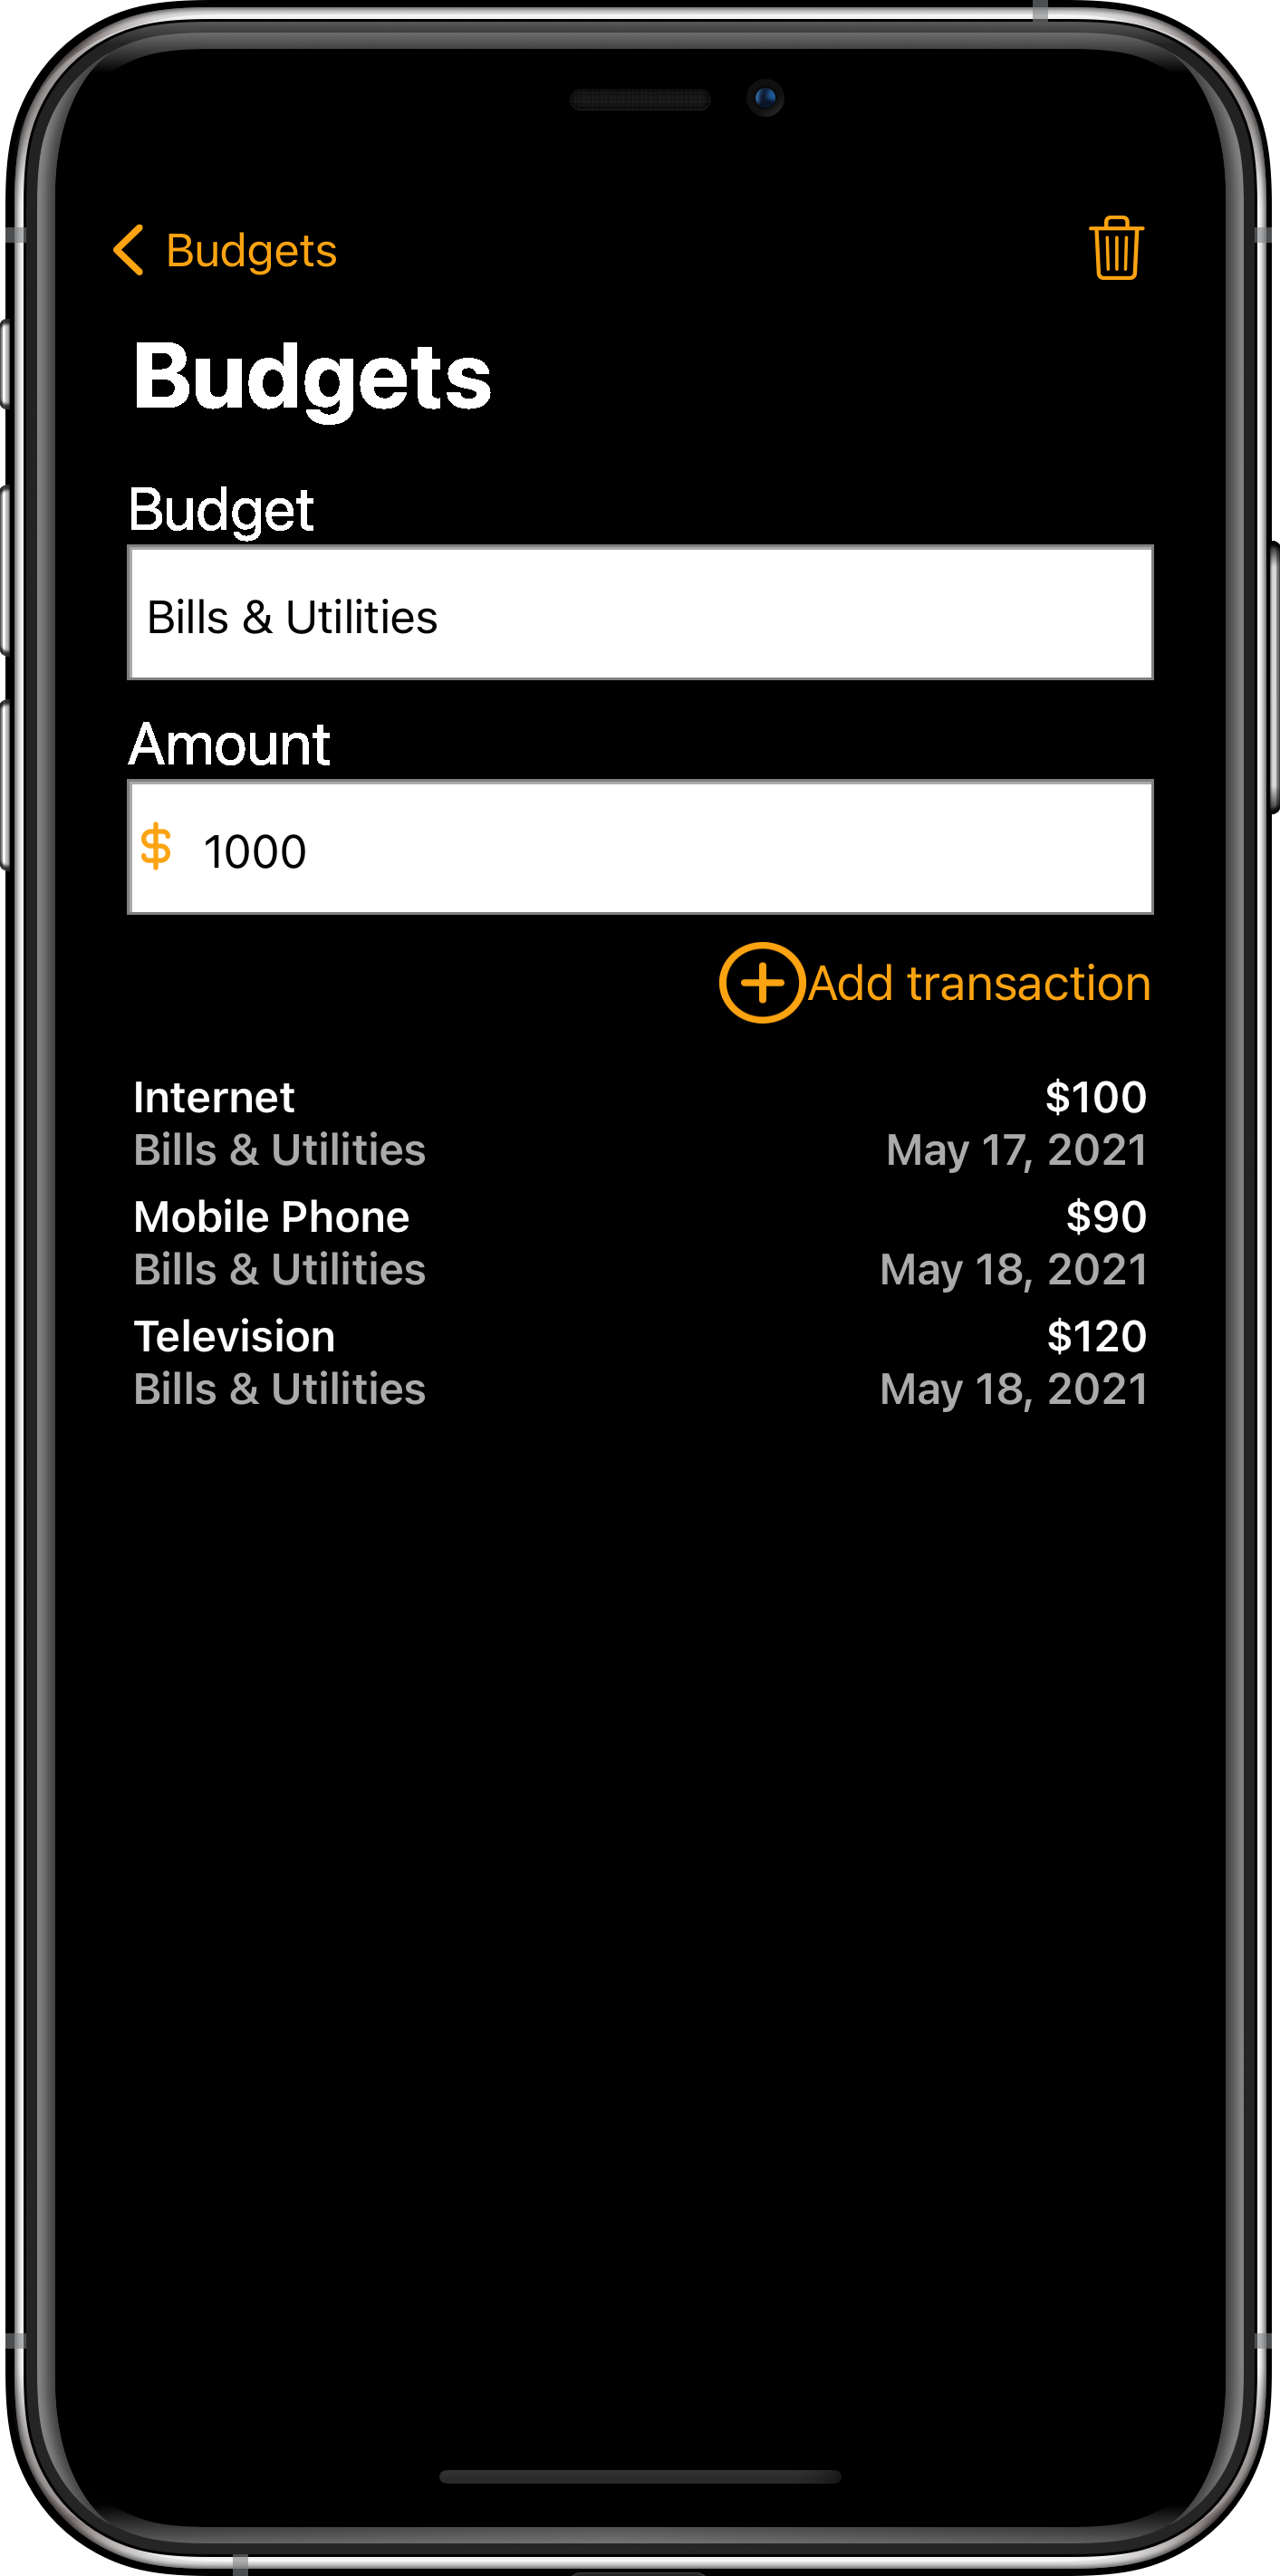 Budgets
Budgets
Budget
Bills & Utilities
Amount
$ 1000
Add transaction
Internet $100
Bills & Utilities May 17, 2021
Mobile Phone $90
Bills & Utilities May 18, 2021
Television $120
Bills & Utilities May 18, 2021